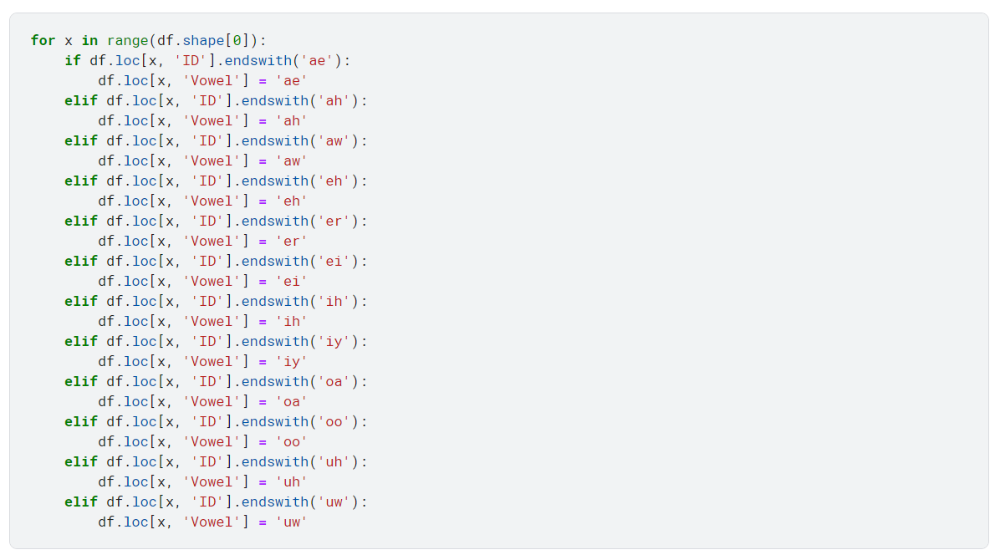 for x in range(df.shape[0]):
    if df.loc[x, 'ID'].endswith('ae'):
        df.loc[x, 'Vowel'] = 'ae'
    elif df.loc[x, 'ID'].endswith('ah'):
        df.loc[x, 'Vowel'] = 'ah'
    elif df.loc[x, 'ID'].endswith('aw'):
        df.loc[x, 'Vowel'] = 'aw'
    elif df.loc[x, 'ID'].endswith('eh'):
        df.loc[x, 'Vowel'] = 'eh'
    elif df.loc[x, 'ID'].endswith('er'):
        df.loc[x, 'Vowel'] = 'er'
    elif df.loc[x, 'ID'].endswith('ei'):
        df.loc[x, 'Vowel'] = 'ei'
    elif df.loc[x, 'ID'].endswith('ih'):
        df.loc[x, 'Vowel'] = 'ih'
    elif df.loc[x, 'ID'].endswith('iy'):
        df.loc[x, 'Vowel'] = 'iy'
    elif df.loc[x, 'ID'].endswith('oa'):
        df.loc[x, 'Vowel'] = 'oa'
    elif df.loc[x, 'ID'].endswith('oo'):
        df.loc[x, 'Vowel'] = 'oo'
    elif df.loc[x, 'ID'].endswith('uh'):
        df.loc[x, 'Vowel'] = 'uh'
    elif df.loc[x, 'ID'].endswith('uw'):
        df.loc[x, 'Vowel'] = 'uw'